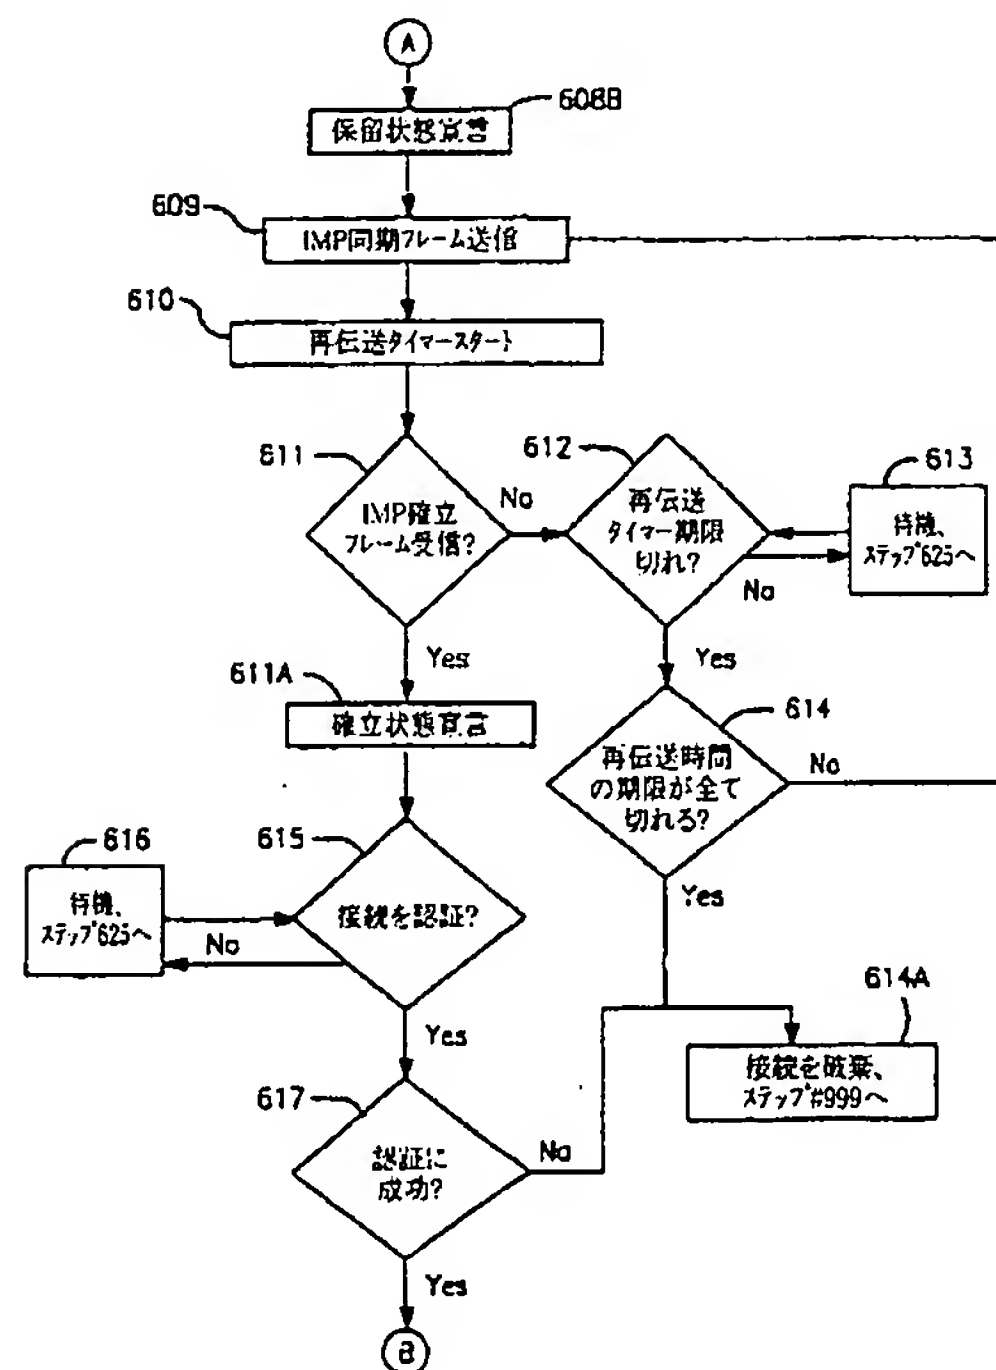 A
608B
保留状態宣言
609
IMP同期フレーム送信
610
再伝送タイマースタート
611
IMP確立
フレーム受信?
No
612
再伝送
タイマー期限
切れ?
613
待機、
ステップ625へ
No
Yes
Yes
611A
確立状態宣言
614
再伝送時間
の期限が全て
切れる?
No
616
待機、
ステップ625へ
615
接続を認証?
No
Yes
Yes
614A
接続を破棄、
ステップ#999へ
617
認証に
成功?
No
Yes
B